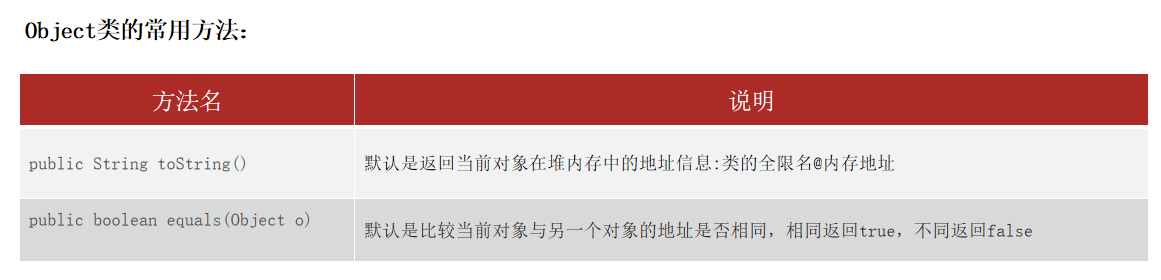 Object类的常用方法：
方法名 说明
public String toString() 默认是返回当前对象在堆内存中的地址信息:类的全限名@内存地址
public boolean equals(Object o) 默认是比较当前对象与另一个对象的地址是否相同，相同返回true，不同返回false